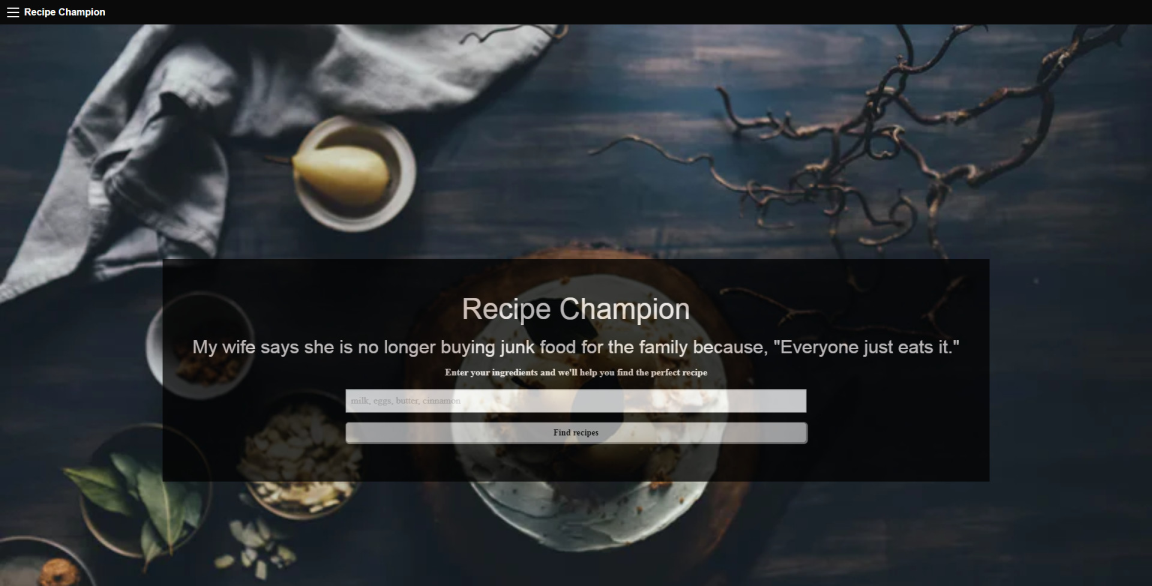 Recipe Champion
Recipe Champion
My wife says she is no longer buying junk food for the family because, "Everyone just eats it."
Enter your ingredients and we'll help you find the perfect recipe
milk, eggs, butter, cinnamon
Find recipes